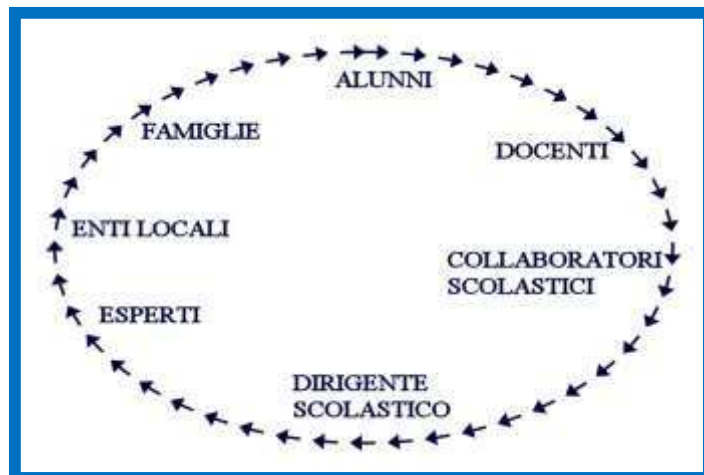 ALUNNI
FAMIGLIE
DOCENTI
ENTI LOCALI
COLLABORATORI
SCOLASTICI
ESPERTI
DIRIGENTE
SCOLASTICO